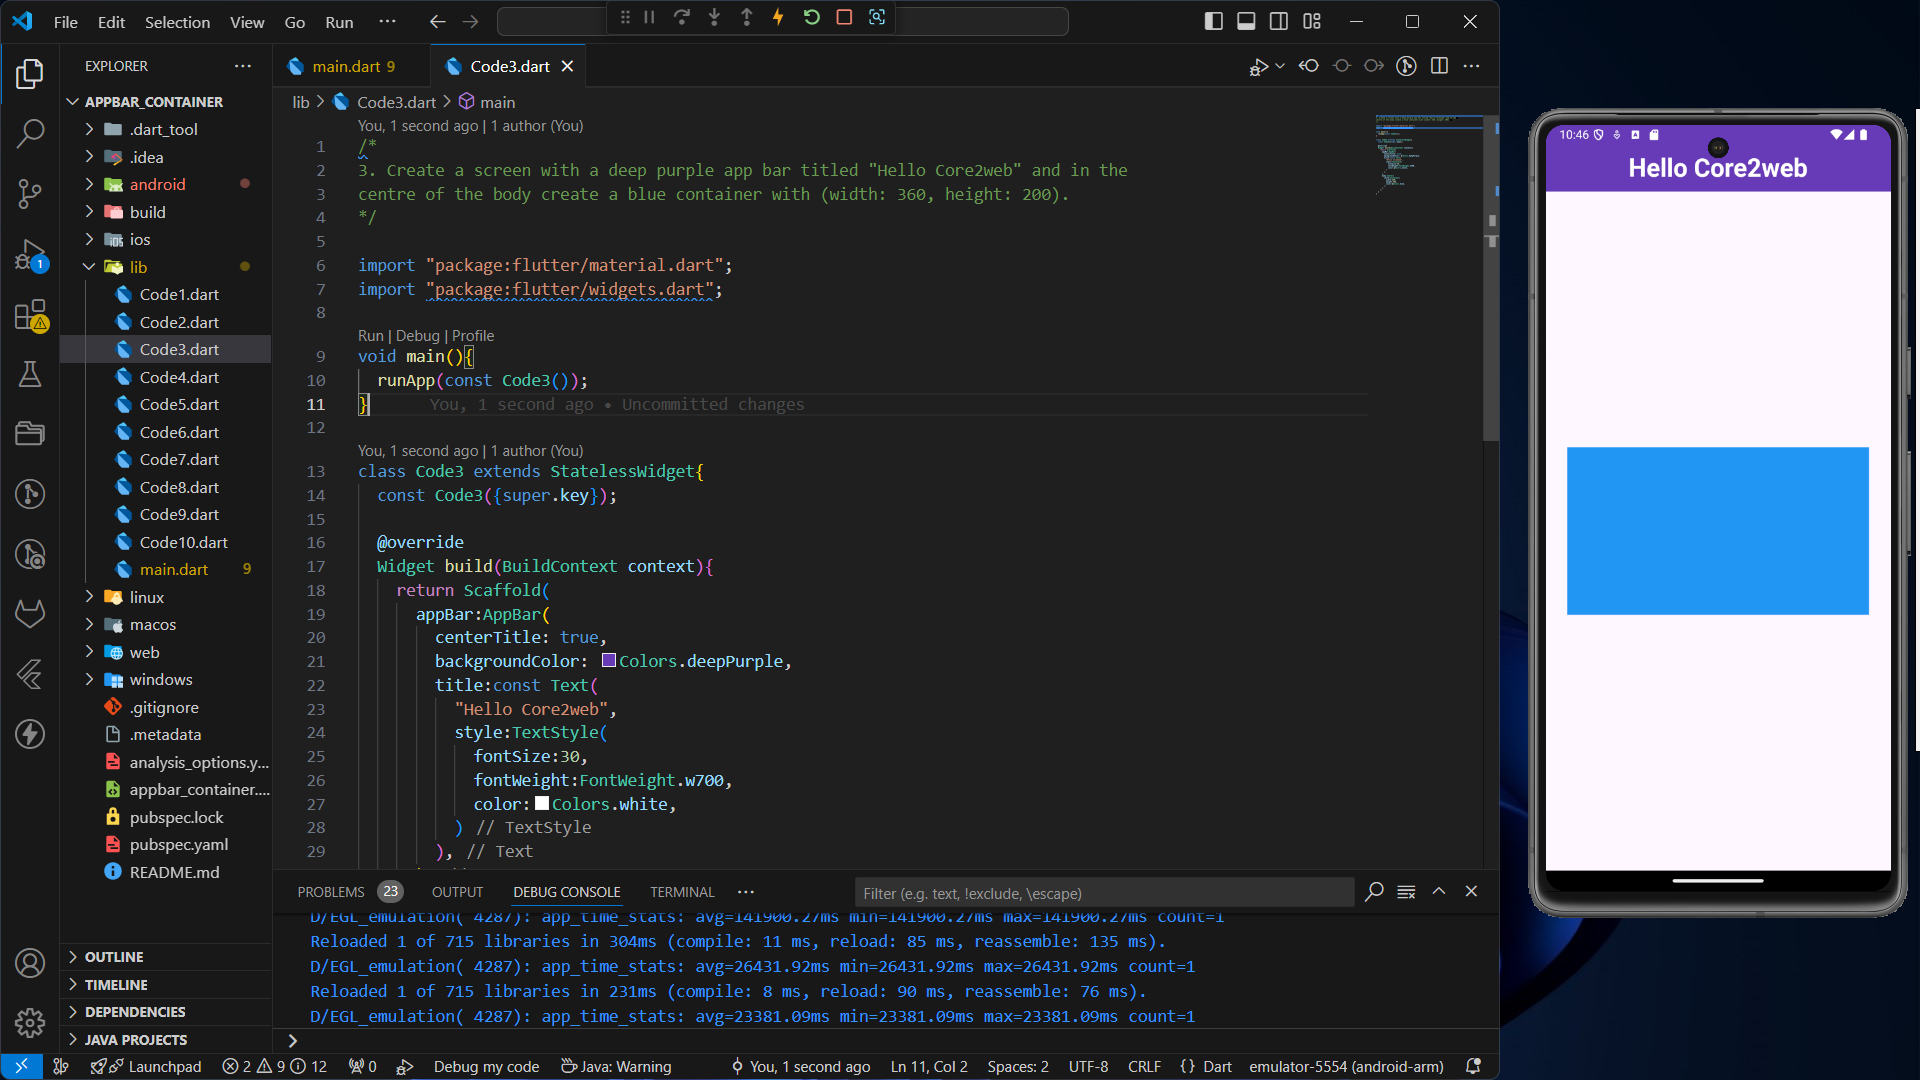 File Edit Selection View Go Run ···
EXPLORER ···
APPBAR_CONTAINER
.dart_tool
.idea
android
build
ios
lib
Code1.dart
Code2.dart
Code3.dart
Code4.dart
Code5.dart
Code6.dart
Code7.dart
Code8.dart
Code9.dart
Code10.dart
main.dart 9
linux
macos
web
windows
.gitignore
.metadata
analysis_options.y...
appbar_container....
pubspec.lock
pubspec.yaml
README.md
OUTLINE
TIMELINE
DEPENDENCIES
JAVA PROJECTS
1
main.dart 9
Code3.dart
lib > Code3.dart > main
You, 1 second ago | 1 author (You)
1 /*
2 3. Create a screen with a deep purple app bar titled "Hello Core2web" and in the
3 centre of the body create a blue container with (width: 360, height: 200).
4 */
5
6 import "package:flutter/material.dart";
7 import "package:flutter/widgets.dart";
8
Run | Debug | Profile
9 void main(){
10 runApp(const Code3());
11 } You, 1 second ago • Uncommitted changes
12
You, 1 second ago | 1 author (You)
13 class Code3 extends StatelessWidget{
14 const Code3({super.key});
15
16 @override
17 Widget build(BuildContext context){
18 return Scaffold(
19 appBar:AppBar(
20 centerTitle: true,
21 backgroundColor: Colors.deepPurple,
22 title:const Text(
23 "Hello Core2web",
24 style:TextStyle(
25 fontSize:30,
26 fontWeight:FontWeight.w700,
27 color: Colors.white,
28 ) // TextStyle
29 ), // Text
PROBLEMS 23 OUTPUT DEBUG CONSOLE TERMINAL ···
Filter (e.g. text, !exclude, \escape)
D/EGL_emulation( 4287): app_time_stats: avg=141900.27ms min=141900.27ms max=141900.27ms count=1
Reloaded 1 of 715 libraries in 304ms (compile: 11 ms, reload: 85 ms, reassemble: 135 ms).
D/EGL_emulation( 4287): app_time_stats: avg=26431.92ms min=26431.92ms max=26431.92ms count=1
Reloaded 1 of 715 libraries in 231ms (compile: 8 ms, reload: 90 ms, reassemble: 76 ms).
D/EGL_emulation( 4287): app_time_stats: avg=23381.09ms min=23381.09ms max=23381.09ms count=1
Launchpad 2 9 12 0 Debug my code Java: Warning You, 1 second ago Ln 11, Col 2 Spaces: 2 UTF-8 CRLF {} Dart emulator-5554 (android-arm)
10:46
Hello Core2web